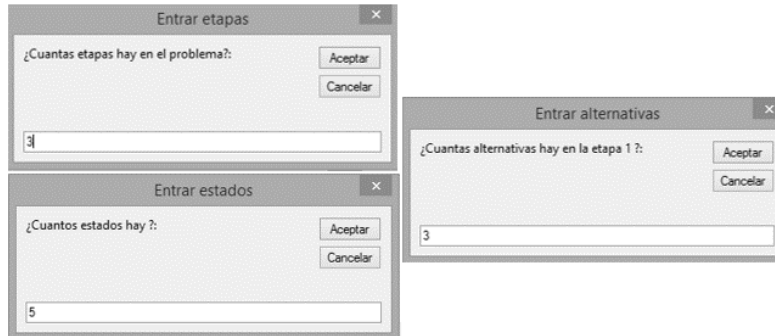 Entrar etapas
¿Cuantas etapas hay en el problema?:
Aceptar
Cancelar
3
Entrar estados
¿Cuantos estados hay ?:
Aceptar
Cancelar
5
Entrar alternativas
¿Cuantas alternativas hay en la etapa 1 ?:
Aceptar
Cancelar
3